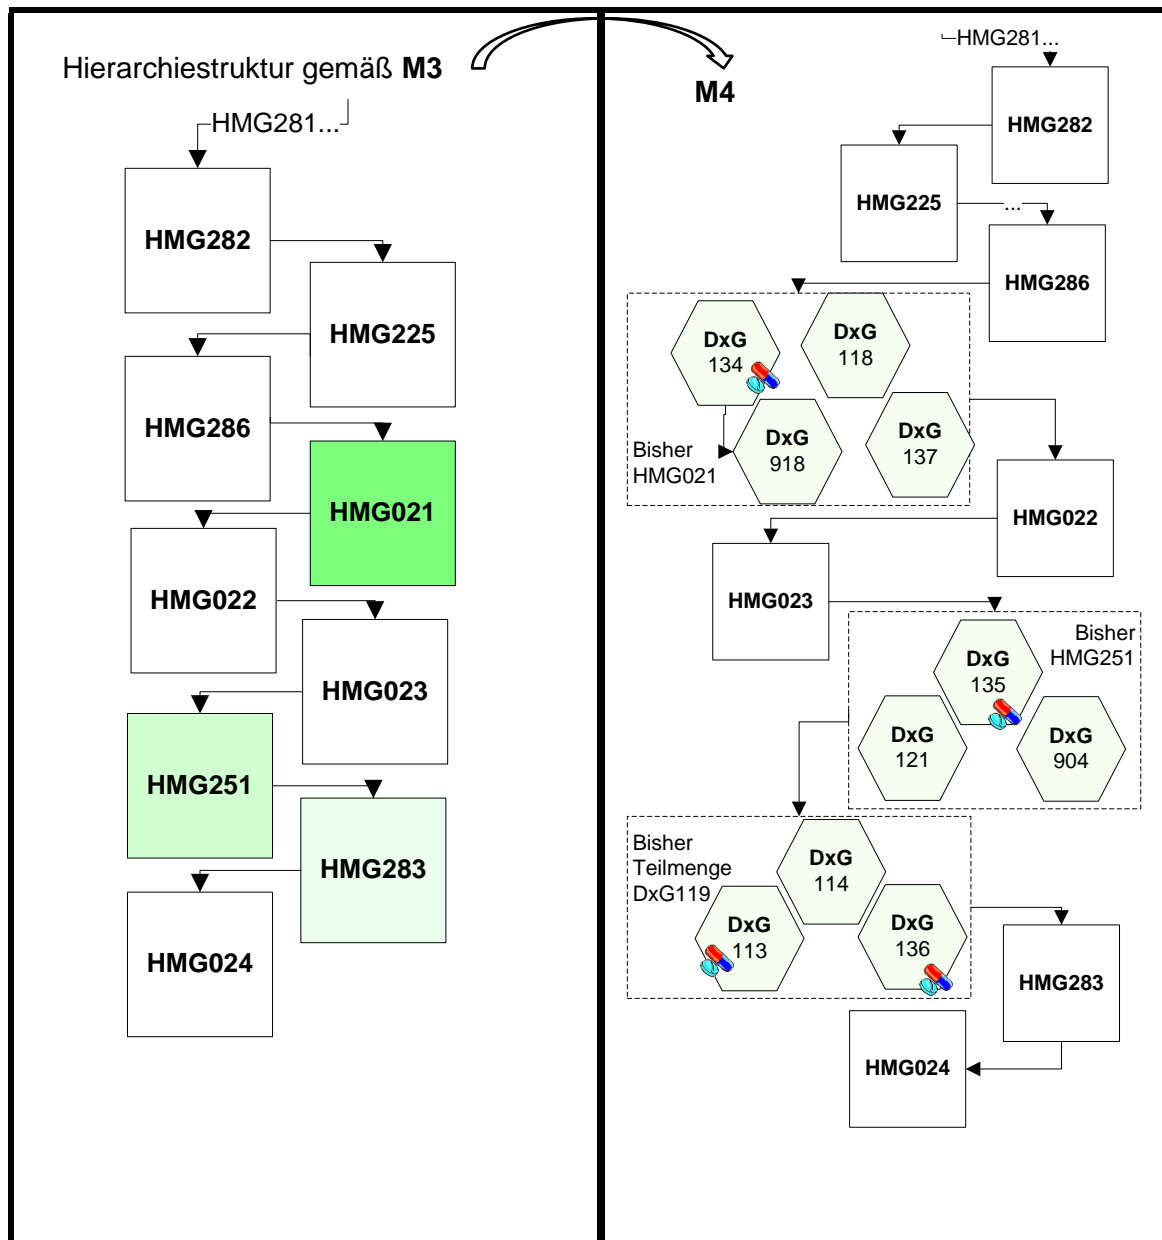 Hierarchiestruktur gemäß M3
HMG281...
HMG282
HMG225
HMG286
HMG021
HMG022
HMG023
HMG251
HMG283
HMG024
M4
HMG281...
HMG282
HMG225
...
HMG286
DxG
134
DxG
118
DxG
918
DxG
137
Bisher
HMG021
HMG022
HMG023
Bisher
HMG251
DxG
135
DxG
121
DxG
904
Bisher
Teilmenge
DxG119
DxG
114
DxG
113
DxG
136
HMG283
HMG024